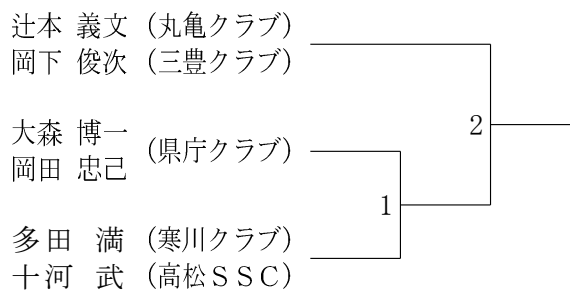 辻本 義文 (丸亀クラブ)
岡下 俊次 (三豊クラブ)
2
大森 博一 (県庁クラブ)
岡田 忠己
1
多田 満 (寒川クラブ)
十河 武 (高松ＳＳＣ)